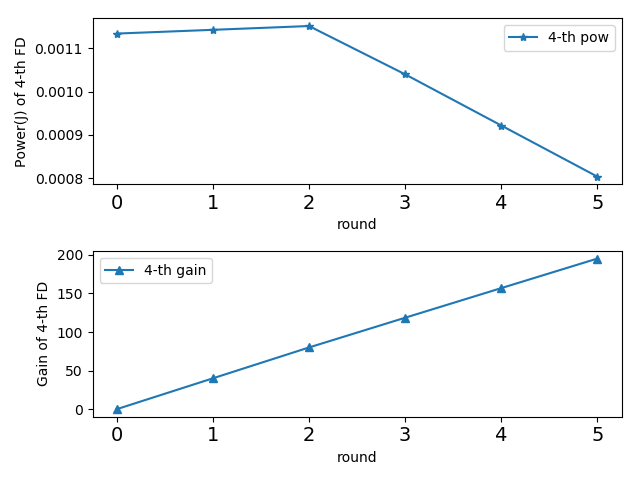 Power(J) of 4-th FD
0.0011
0.0010
0.0009
0.0008
4-th pow
0 1 2 3 4 5
round
Gain of 4-th FD
200
150
100
50
0
4-th gain
0 1 2 3 4 5
round